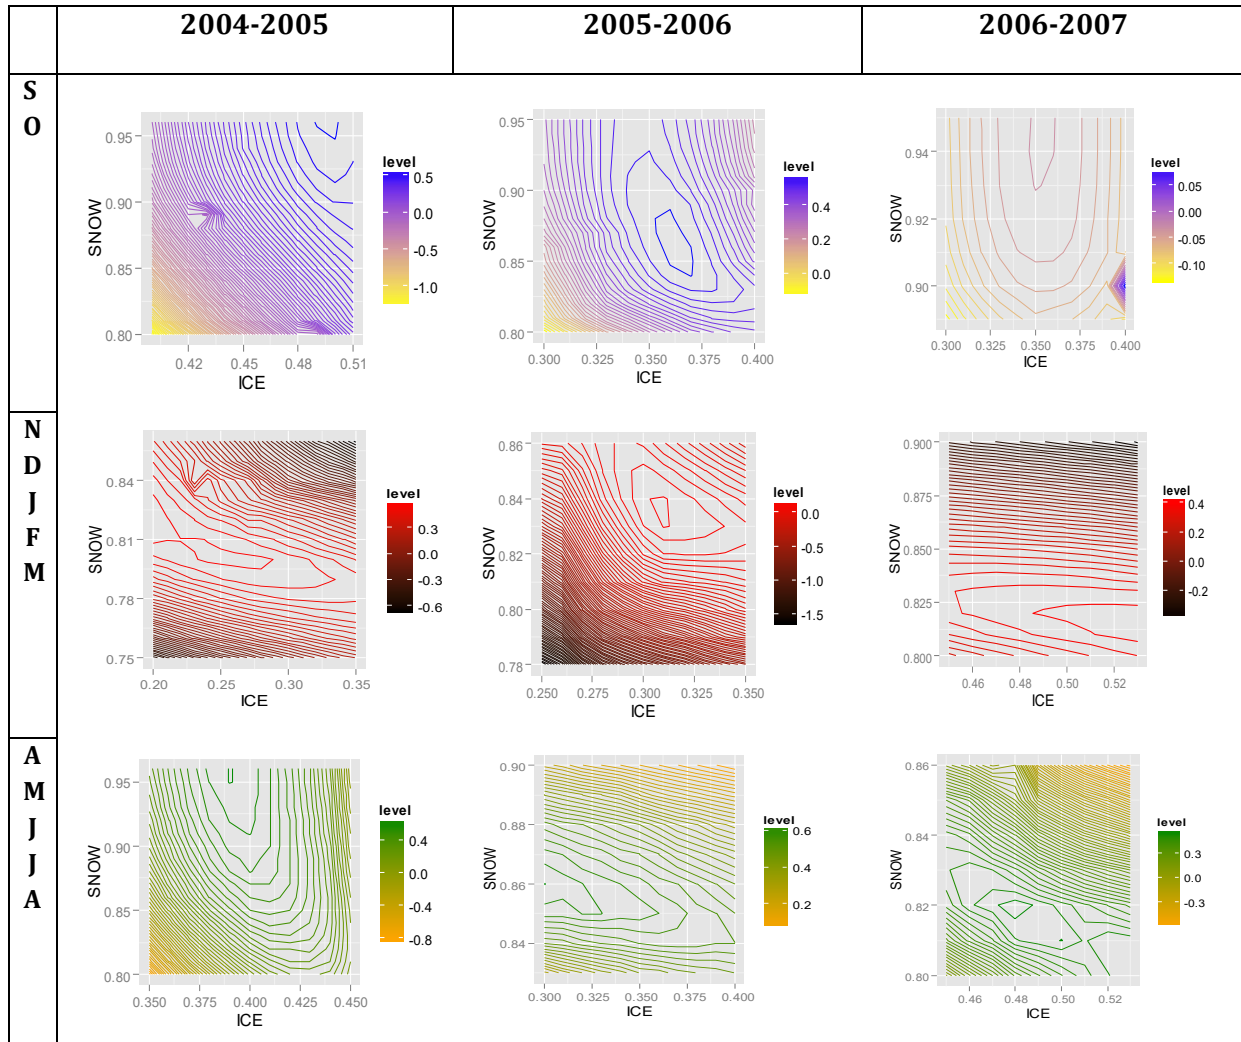 2004-2005 2005-2006 2006-2007
S
O
0.95
0.90
0.85
0.80
SNOW
0.42 0.45 0.48 0.51
ICE
level
0.5
0.0
-0.5
-1.0
0.95
0.90
0.85
0.80
SNOW
0.300 0.325 0.350 0.375 0.400
ICE
level
0.4
0.2
0.0
0.94
0.92
0.90
SNOW
0.300 0.325 0.350 0.375 0.400
ICE
level
0.05
0.00
-0.05
-0.10
N
D
J
F
M
0.84
0.81
0.78
0.75
SNOW
0.20 0.25 0.30 0.35
ICE
level
0.3
0.0
-0.3
-0.6
0.86
0.84
0.82
0.80
0.78
SNOW
0.250 0.275 0.300 0.325 0.350
ICE
level
0.0
-0.5
-1.0
-1.5
0.900
0.875
0.850
0.825
0.800
SNOW
0.46 0.48 0.50 0.52
ICE
level
0.4
0.2
0.0
-0.2
A
M
J
J
A
0.95
0.90
0.85
0.80
SNOW
0.350 0.375 0.400 0.425 0.450
ICE
level
0.4
0.0
-0.4
-0.8
0.90
0.88
0.86
0.84
SNOW
0.300 0.325 0.350 0.375 0.400
ICE
level
0.6
0.4
0.2
0.86
0.84
0.82
0.80
SNOW
0.46 0.48 0.50 0.52
ICE
level
0.3
0.0
-0.3